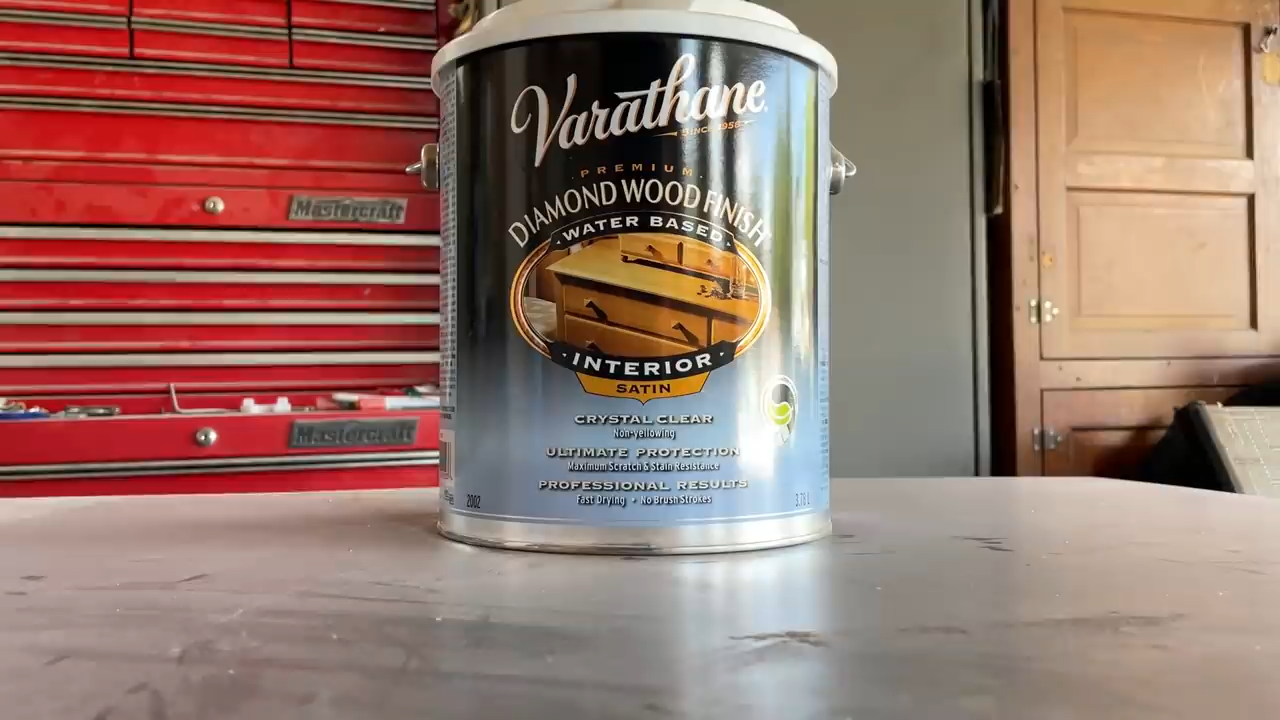 Varathane
SINCE 1958
PREMIUM
DIAMOND WOOD FINISH
WATER BASED
Mastercraft
INTERIOR
SATIN
CRYSTAL CLEAR
Non-yellowing
Mastercraft
ULTIMATE PROTECTION
Maximum Scratch & Stain Resistance
PROFESSIONAL RESULTS
Fast Drying • No Brush Strokes
2002
3.78 L